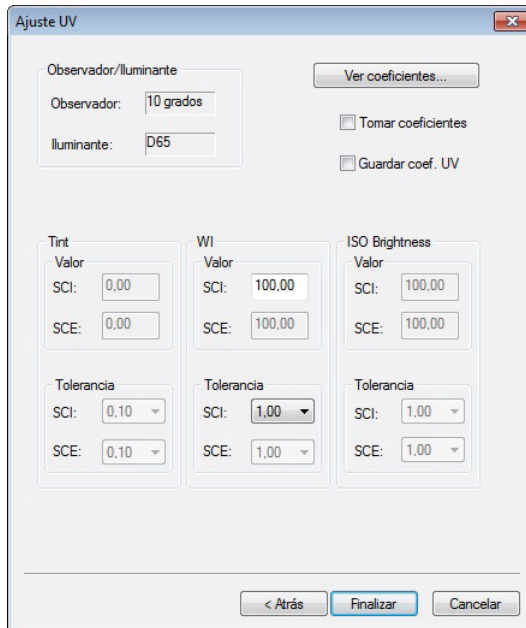 Ajuste UV
Observador/Iluminante
Observador: 10 grados
Iluminante: D65
Ver coeficientes...
Tomar coeficientes
Guardar coef. UV
Tint
Valor
SCI: 0,00
SCE: 0,00
Tolerancia
SCI: 0,10
SCE: 0,10
WI
Valor
SCI: 100,00
SCE: 100,00
Tolerancia
SCI: 1,00
SCE: 1,00
ISO Brightness
Valor
SCI: 100,00
SCE: 100,00
Tolerancia
SCI: 1,00
SCE: 1,00
< Atrás
Finalizar
Cancelar